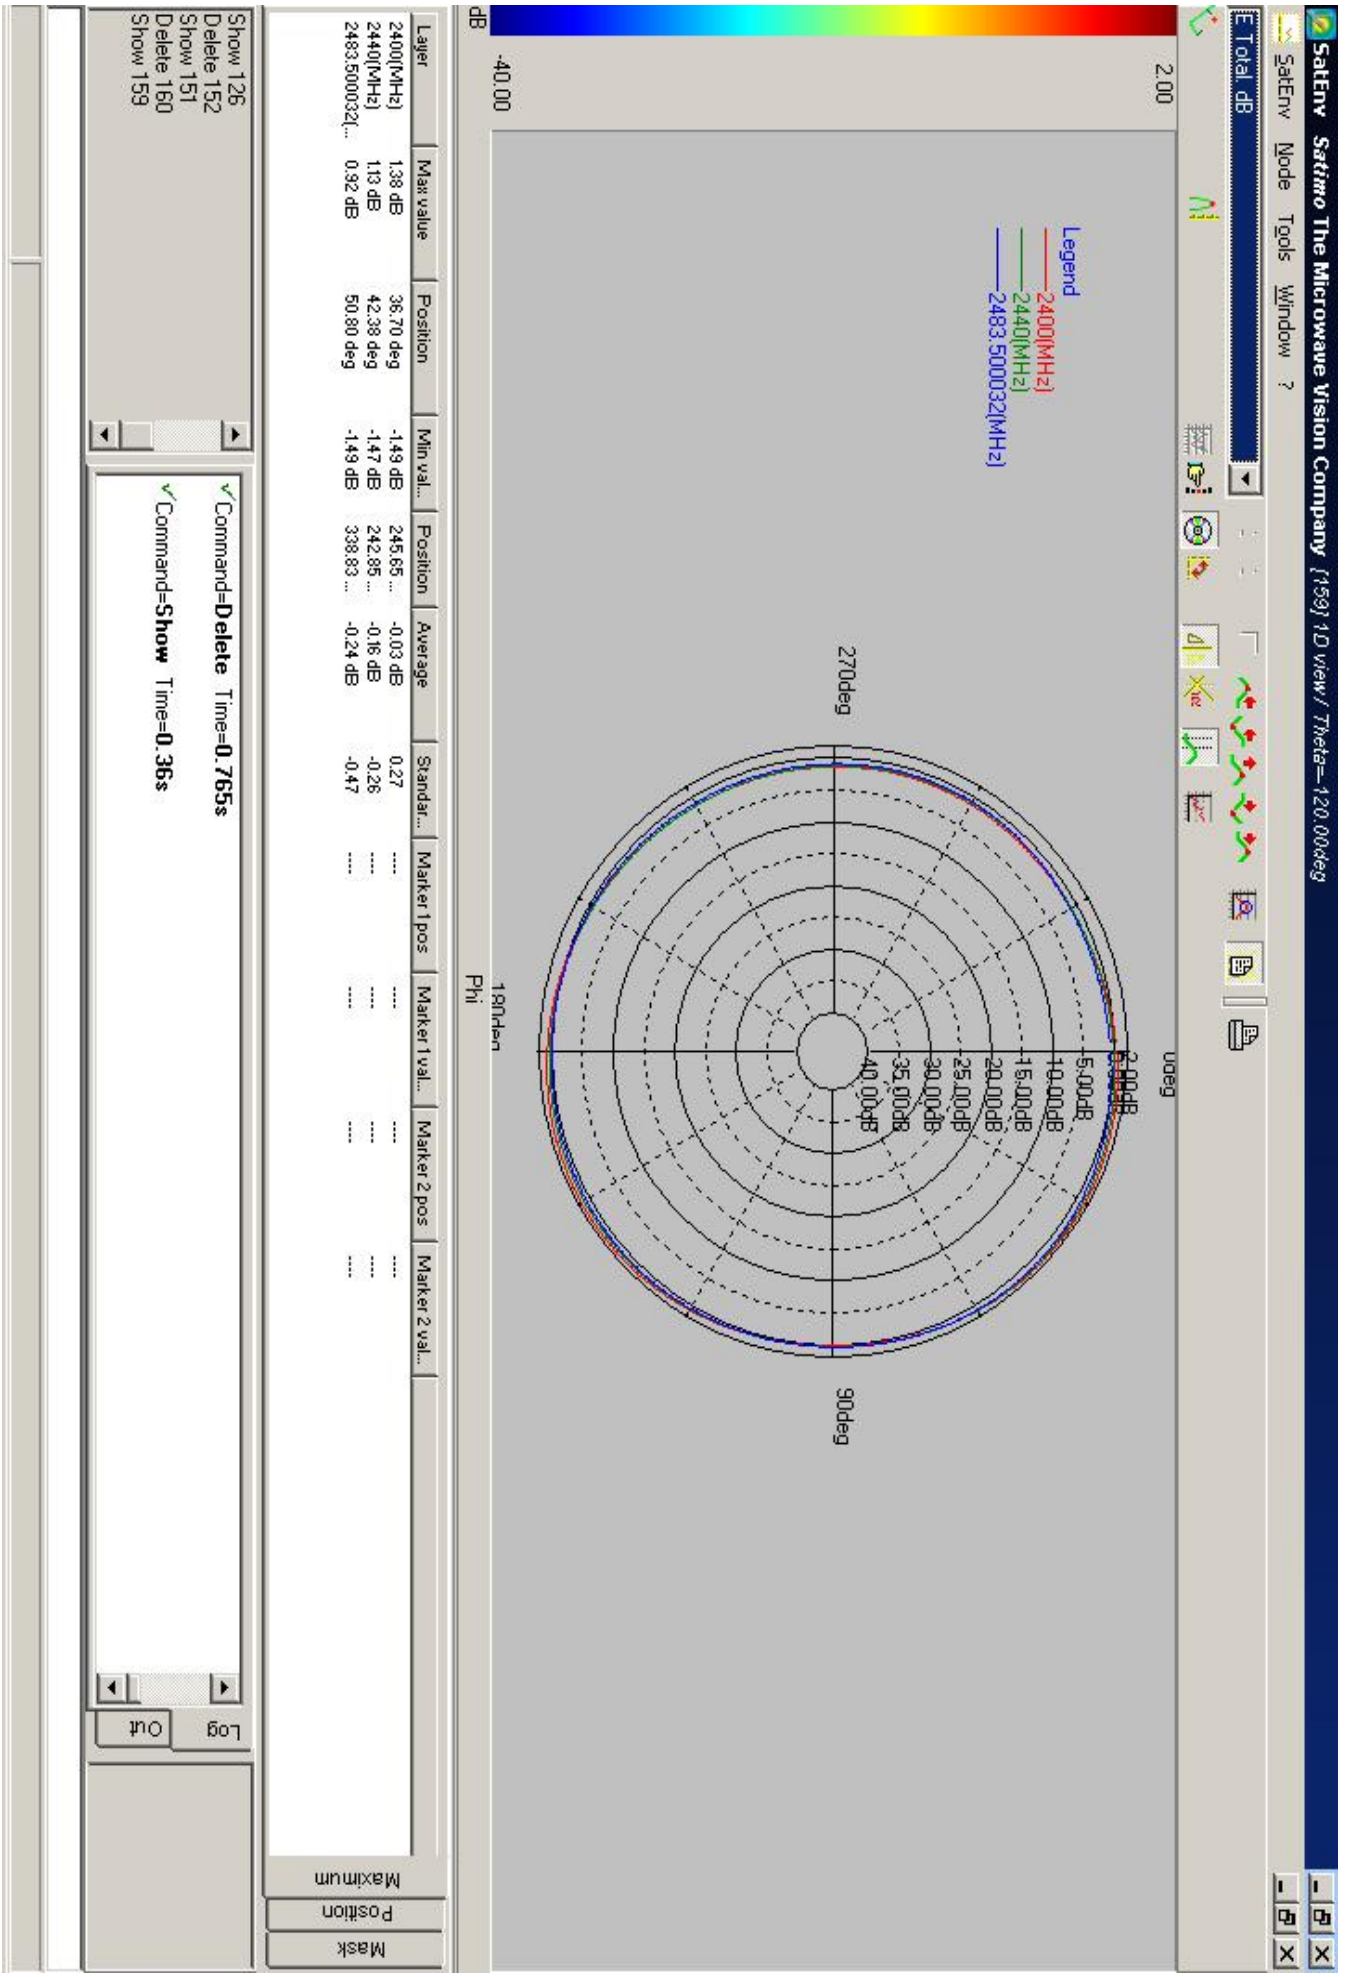 SatEnv Satimo The Microwave Vision Company [159] 1D view / Theta=-120.00deg
SatEnv Node Tools Window ?
E Total. dB
2.00
-40.00
dB
Legend
2400(MHz)
2440(MHz)
2483.500032(MHz)
0deg
2.00dB
-5.00dB
-10.00dB
-15.00dB
-20.00dB
-25.00dB
-30.00dB
-35.00dB
-40.00dB
270deg
90deg
180deg
Phi
Layer Max value Position Min val... Position Average Standar... Marker 1 pos Marker 1 val... Marker 2 pos Marker 2 val...
2400(MHz) 1.38 dB 36.70 deg -1.49 dB 245.65 ... -0.03 dB 0.27 ---- ---- ---- ----
2440(MHz) 1.13 dB 42.38 deg -1.47 dB 242.85 ... -0.16 dB -0.26 ---- ---- ---- ----
2483.500032(... 0.92 dB 50.80 deg -1.49 dB 338.83 ... -0.24 dB -0.47 ---- ---- ---- ----
Maximum
Position
Mask
Show 126
Delete 152
Show 151
Delete 160
Show 159
Command=Delete Time=0.765s
Command=Show Time=0.36s
Log
Out